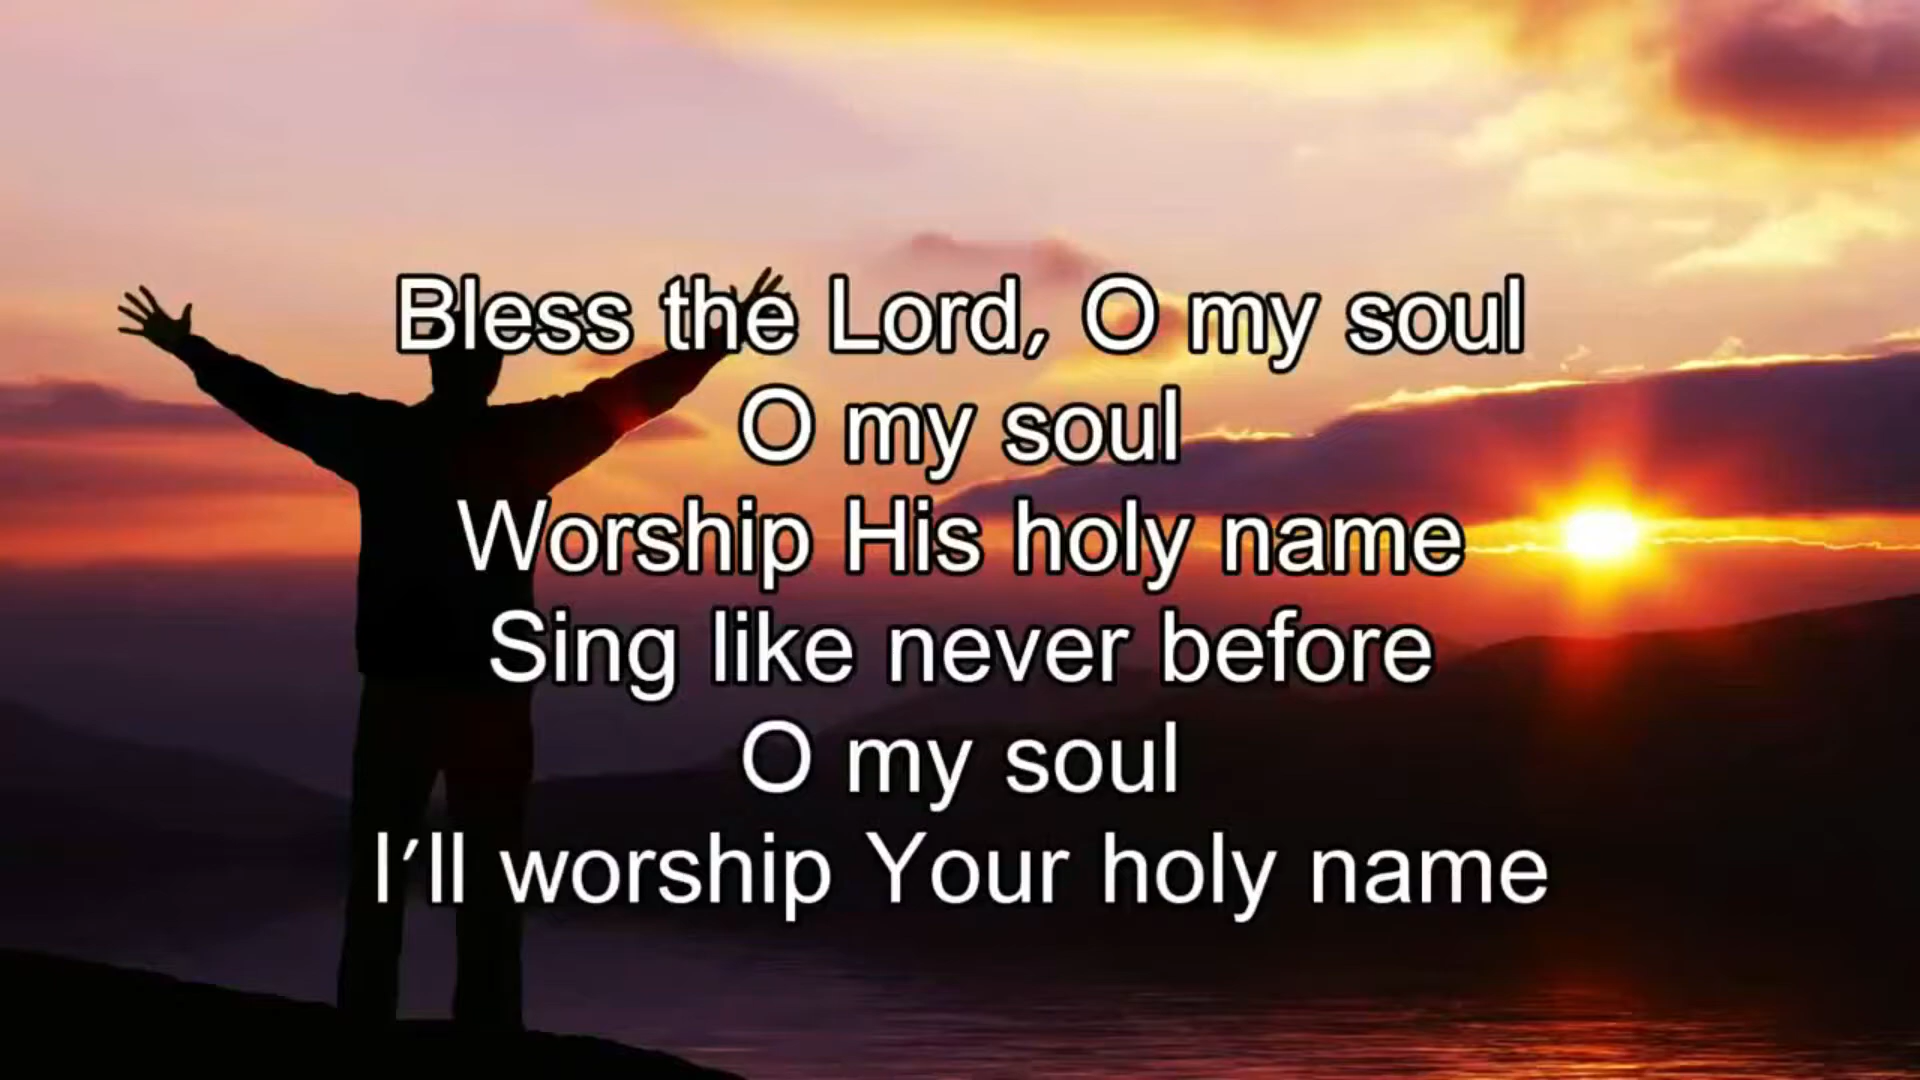 Bless the Lord, O my soul
O my soul
Worship His holy name
Sing like never before
O my soul
I'll worship Your holy name